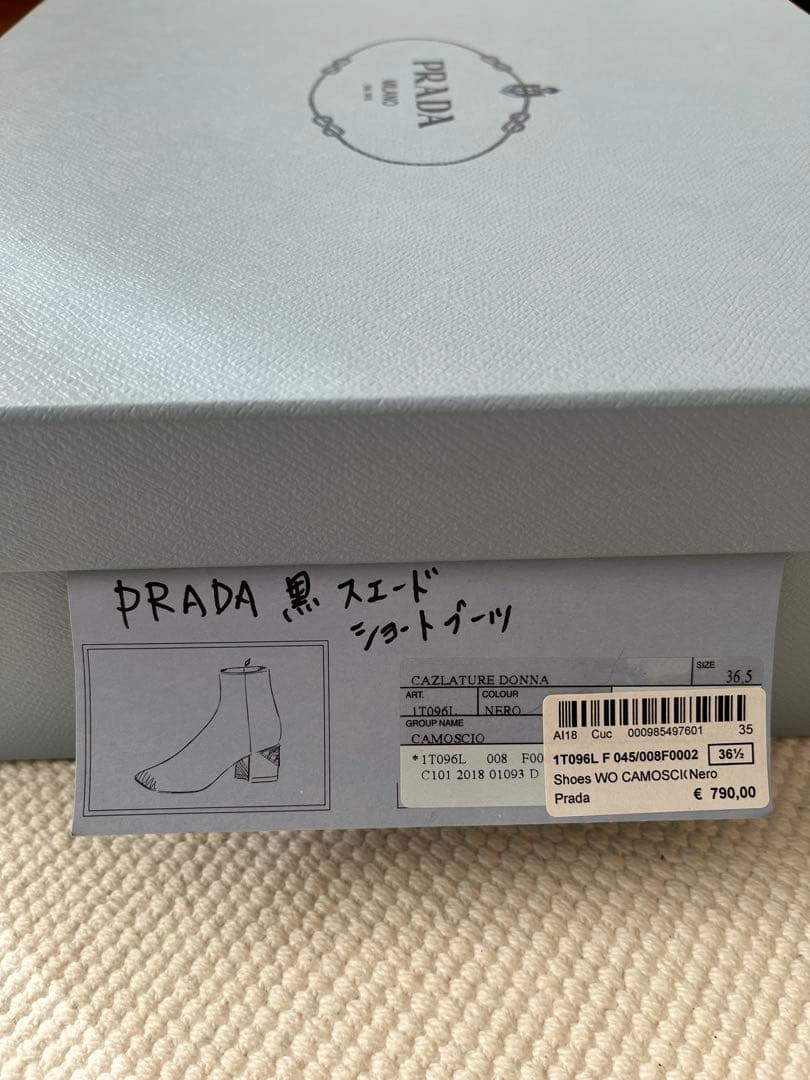 PRADA
MILANO
PRADA 黒 スエード
ショートブーツ
CAZLATURE DONNA
SIZE
36,5
ART.
1T096L
COLOUR
NERO
GROUP NAME
CAMOSCIO
*1T096L 008 F00
C101 2018 01093 D
AI18 Cuc 000985497601 35
1T096L F 045/008F0002 36½
Shoes WO CAMOSCI(Nero
Prada € 790,00